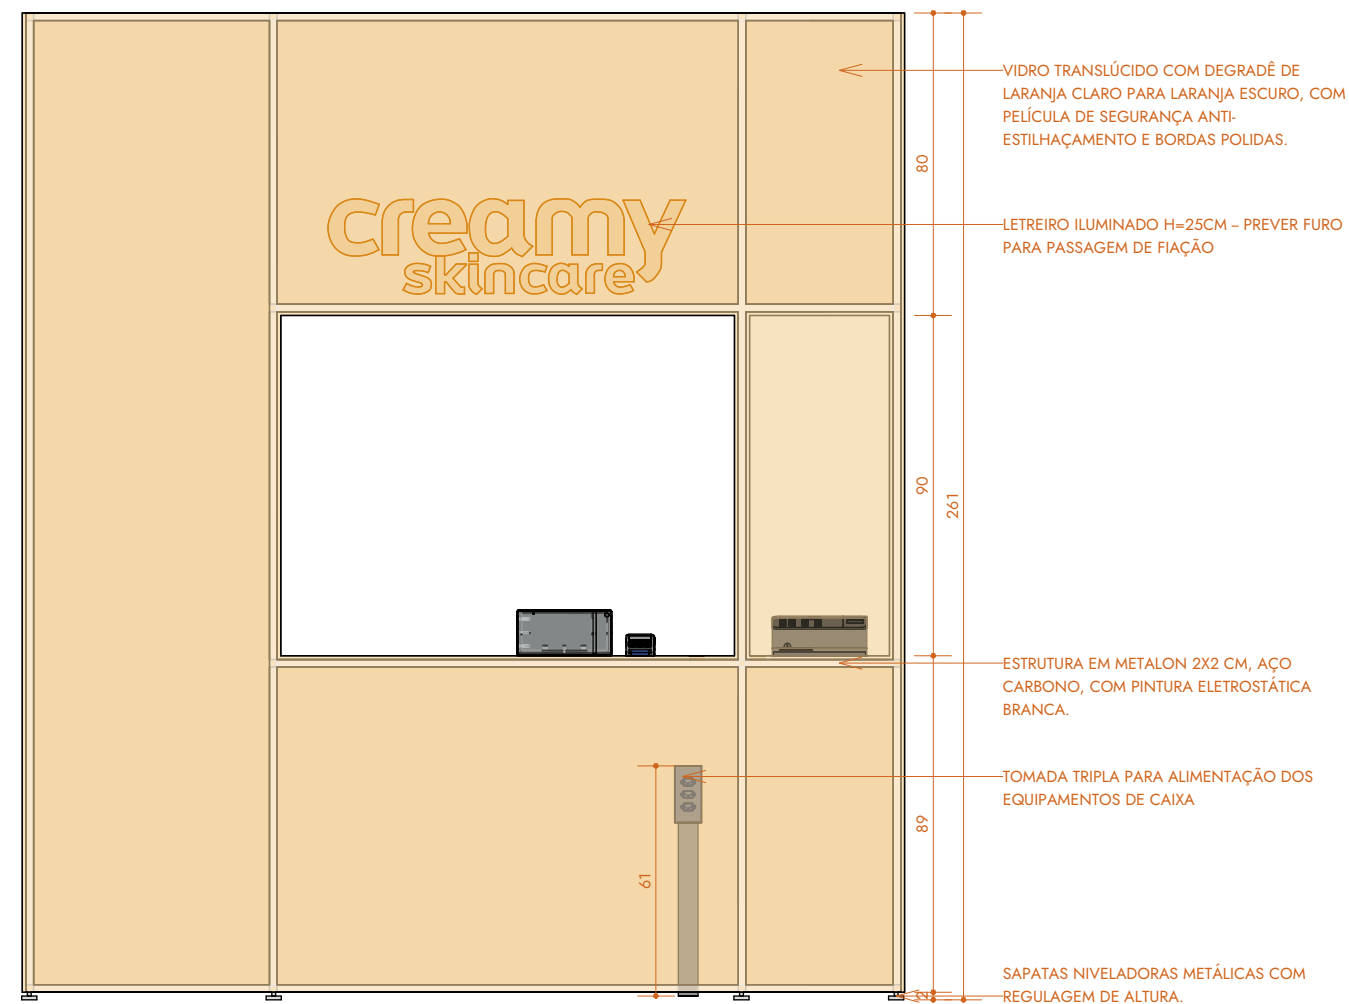 VIDRO TRANSLÚCIDO COM DEGRADÊ DE
LARANJA CLARO PARA LARANJA ESCURO, COM
PELÍCULA DE SEGURANÇA ANTI-
ESTILHAÇAMENTO E BORDAS POLIDAS.
80
creamy
skincare
LETREIRO ILUMINADO H=25CM – PREVER FURO
PARA PASSAGEM DE FIAÇÃO
90
261
ESTRUTURA EM METALON 2X2 CM, AÇO
CARBONO, COM PINTURA ELETROSTÁTICA
BRANCA.
TOMADA TRIPLA PARA ALIMENTAÇÃO DOS
EQUIPAMENTOS DE CAIXA
89
61
SAPATAS NIVELADORAS METÁLICAS COM
REGULAGEM DE ALTURA.
2